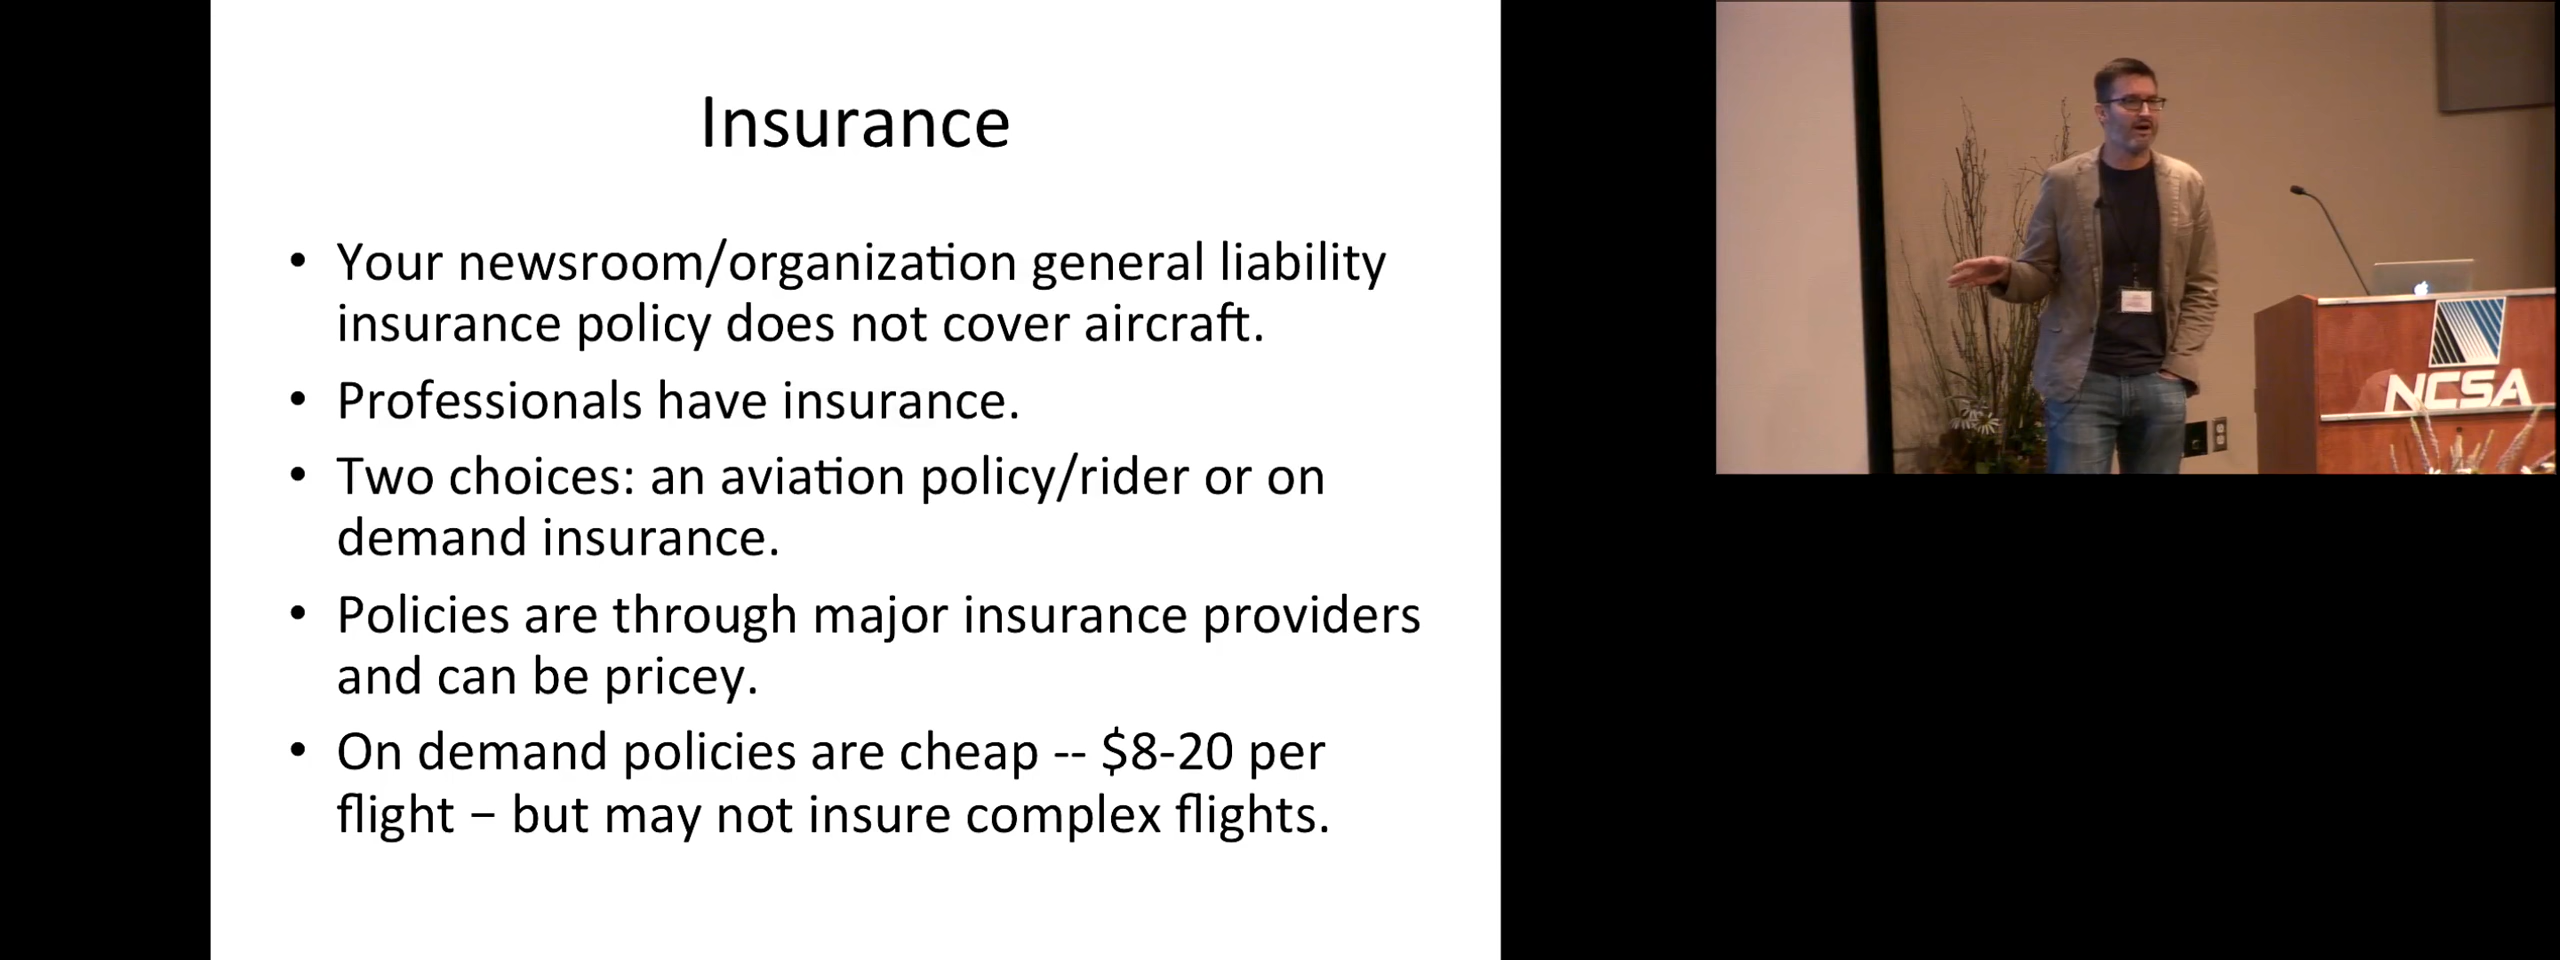 Insurance
• Your newsroom/organization general liability
insurance policy does not cover aircraft.
• Professionals have insurance.
• Two choices: an aviation policy/rider or on
demand insurance.
• Policies are through major insurance providers
and can be pricey.
• On demand policies are cheap -- $8-20 per
flight – but may not insure complex flights.
NCSA